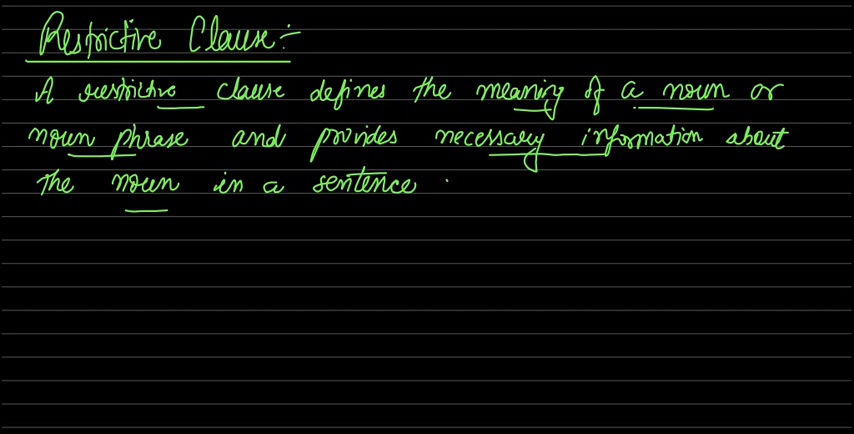 Restrictive Clause :-
A restrictive clause defines the meaning of a noun or
noun phrase and provides necessary information about
the noun in a sentence .